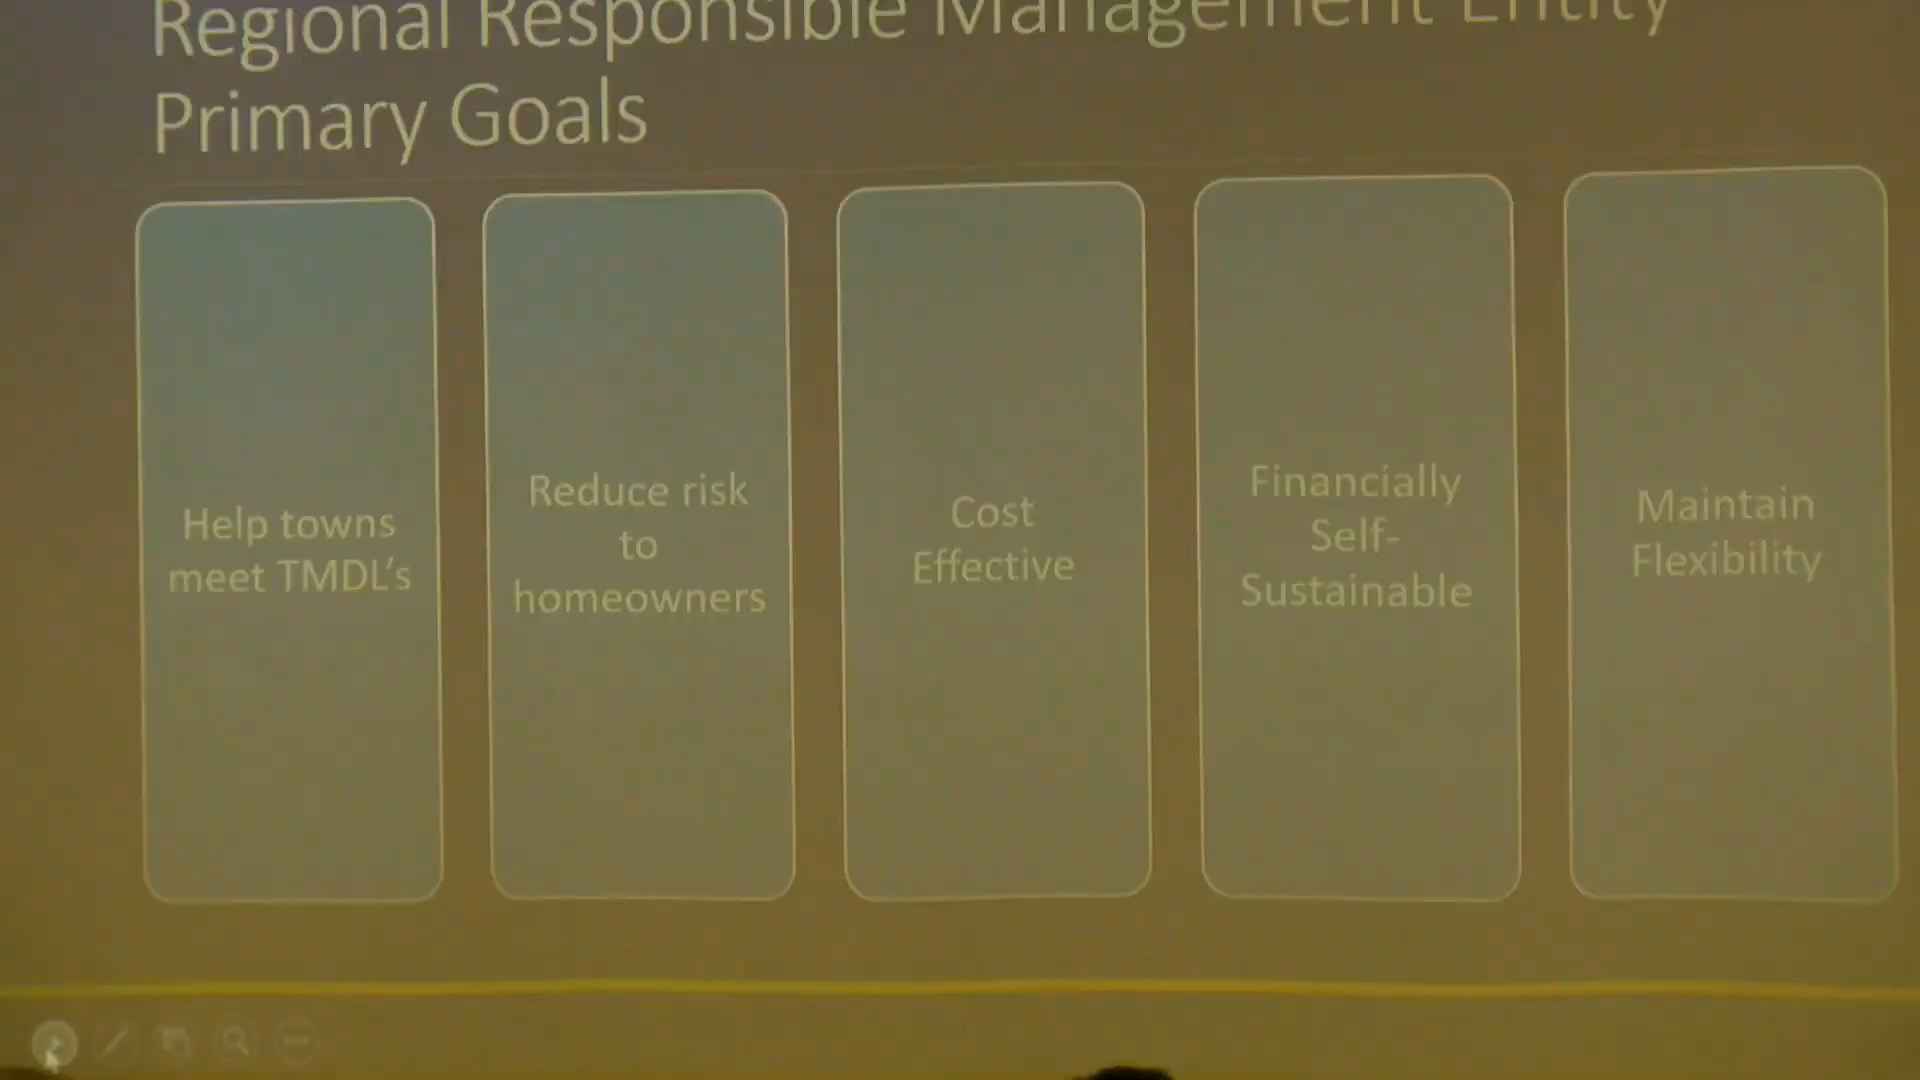 Regional Responsible Management Entity
Primary Goals
Help towns
meet TMDL's
Reduce risk
to
homeowners
Cost
Effective
Financially
Self-
Sustainable
Maintain
Flexibility